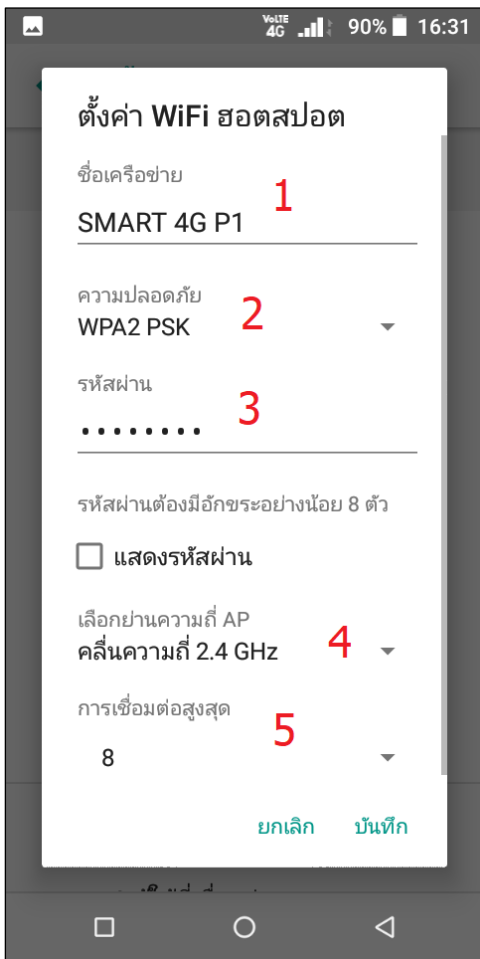 VoLTE
4G 90% 16:31
ตั้งค่า WiFi ฮอตสปอต
ชื่อเครือข่าย
1
SMART 4G P1
ความปลอดภัย
2
WPA2 PSK
รหัสผ่าน
3
••••••••
รหัสผ่านต้องมีอักขระอย่างน้อย 8 ตัว
แสดงรหัสผ่าน
เลือกย่านความถี่ AP
4
คลื่นความถี่ 2.4 GHz
การเชื่อมต่อสูงสุด
5
8
ยกเลิก บันทึก